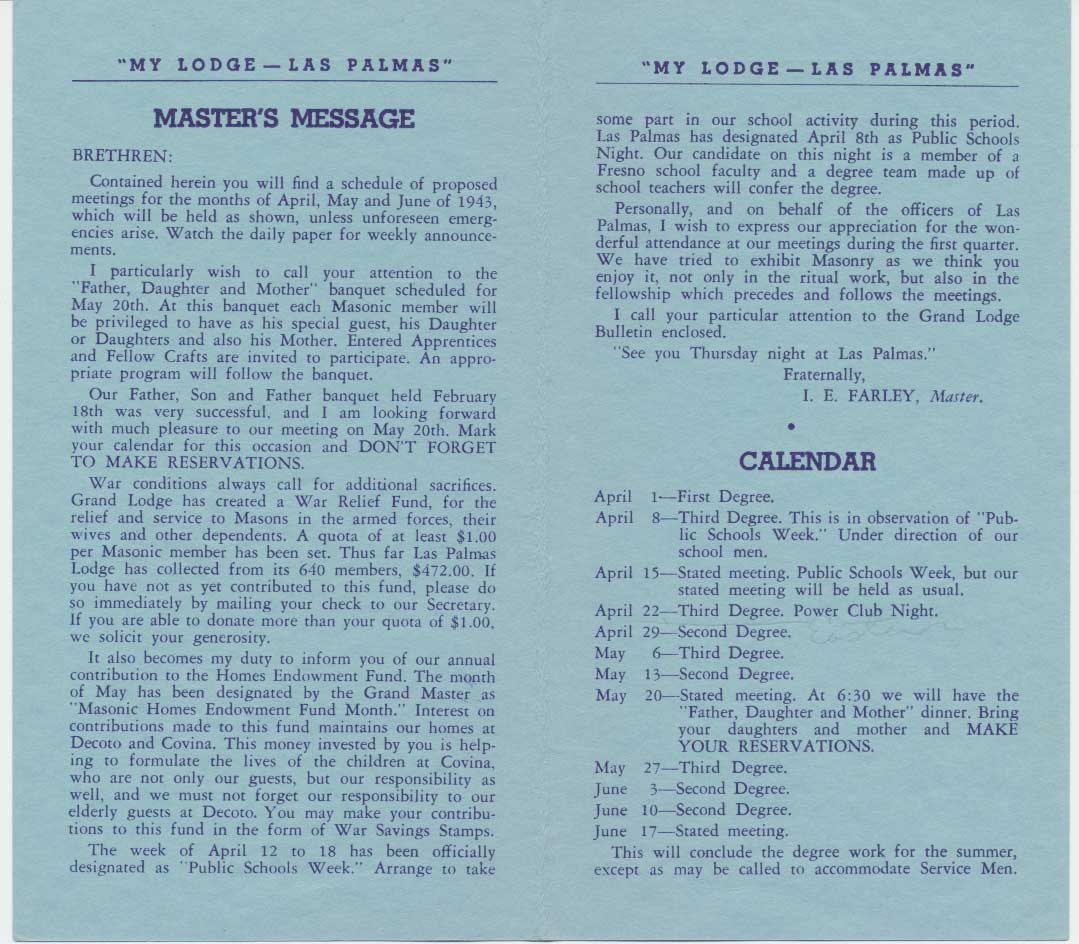 "MY LODGE — LAS PALMAS"
MASTER'S MESSAGE
BRETHREN:
Contained herein you will find a schedule of proposed
meetings for the months of April, May and June of 1943,
which will be held as shown, unless unforeseen emerg-
encies arise. Watch the daily paper for weekly announce-
ments.
I particularly wish to call your attention to the
"Father, Daughter and Mother" banquet scheduled for
May 20th. At this banquet each Masonic member will
be privileged to have as his special guest, his Daughter
or Daughters and also his Mother. Entered Apprentices
and Fellow Crafts are invited to participate. An appro-
priate program will follow the banquet.
Our Father, Son and Father banquet held February
18th was very successful, and I am looking forward
with much pleasure to our meeting on May 20th. Mark
your calendar for this occasion and DON'T FORGET
TO MAKE RESERVATIONS.
War conditions always call for additional sacrifices.
Grand Lodge has created a War Relief Fund, for the
relief and service to Masons in the armed forces, their
wives and other dependents. A quota of at least $1.00
per Masonic member has been set. Thus far Las Palmas
Lodge has collected from its 640 members, $472.00. If
you have not as yet contributed to this fund, please do
so immediately by mailing your check to our Secretary.
If you are able to donate more than your quota of $1.00,
we solicit your generosity.
It also becomes my duty to inform you of our annual
contribution to the Homes Endowment Fund. The month
of May has been designated by the Grand Master as
"Masonic Homes Endowment Fund Month." Interest on
contributions made to this fund maintains our homes at
Decoto and Covina. This money invested by you is help-
ing to formulate the lives of the children at Covina,
who are not only our guests, but our responsibility as
well, and we must not forget our responsibility to our
elderly guests at Decoto. You may make your contribu-
tions to this fund in the form of War Savings Stamps.
The week of April 12 to 18 has been officially
designated as "Public Schools Week." Arrange to take
"MY LODGE — LAS PALMAS"
some part in our school activity during this period.
Las Palmas has designated April 8th as Public Schools
Night. Our candidate on this night is a member of a
Fresno school faculty and a degree team made up of
school teachers will confer the degree.
Personally, and on behalf of the officers of Las
Palmas, I wish to express our appreciation for the won-
derful attendance at our meetings during the first quarter.
We have tried to exhibit Masonry as we think you
enjoy it, not only in the ritual work, but also in the
fellowship which precedes and follows the meetings.
I call your particular attention to the Grand Lodge
Bulletin enclosed.
"See you Thursday night at Las Palmas."
Fraternally,
I. E. FARLEY, Master.
CALENDAR
April 1—First Degree.
April 8—Third Degree. This is in observation of "Pub-
lic Schools Week." Under direction of our
school men.
April 15—Stated meeting. Public Schools Week, but our
stated meeting will be held as usual.
April 22—Third Degree. Power Club Night.
April 29—Second Degree.
May 6—Third Degree.
May 13—Second Degree.
May 20—Stated meeting. At 6:30 we will have the
"Father, Daughter and Mother" dinner. Bring
your daughters and mother and MAKE
YOUR RESERVATIONS.
May 27—Third Degree.
June 3—Second Degree.
June 10—Second Degree.
June 17—Stated meeting.
This will conclude the degree work for the summer,
except as may be called to accommodate Service Men.